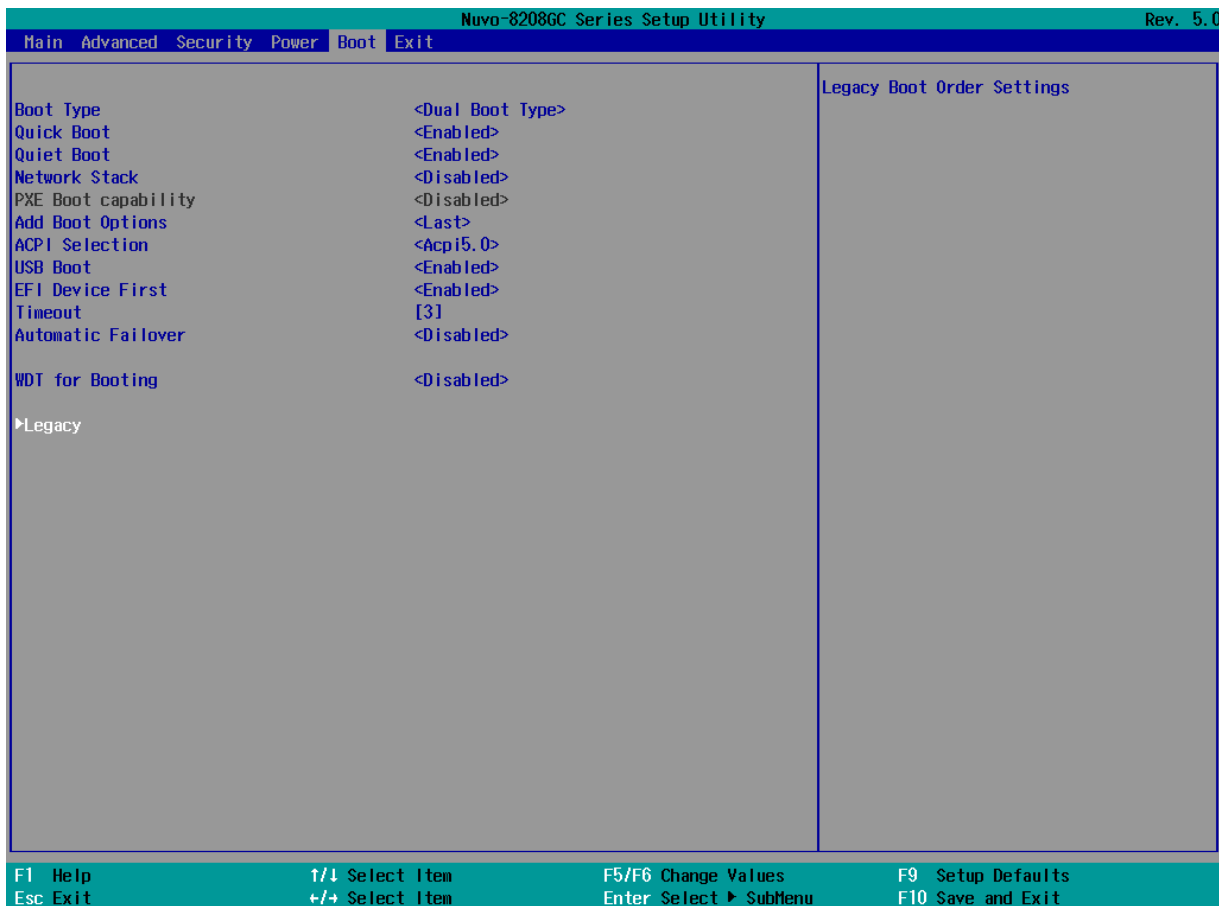 Nuvo-8208GC Series Setup Utility Rev. 5.0
Main Advanced Security Power Boot Exit
Legacy Boot Order Settings
Boot Type <Dual Boot Type>
Quick Boot <Enabled>
Quiet Boot <Enabled>
Network Stack <Disabled>
PXE Boot capability <Disabled>
Add Boot Options <Last>
ACPI Selection <Acpi5.0>
USB Boot <Enabled>
EFI Device First <Enabled>
Timeout [3]
Automatic Failover <Disabled>
WDT for Booting <Disabled>
▶Legacy
F1 Help ↑/↓ Select Item F5/F6 Change Values F9 Setup Defaults
Esc Exit ←/→ Select Item Enter Select ▶ SubMenu F10 Save and Exit